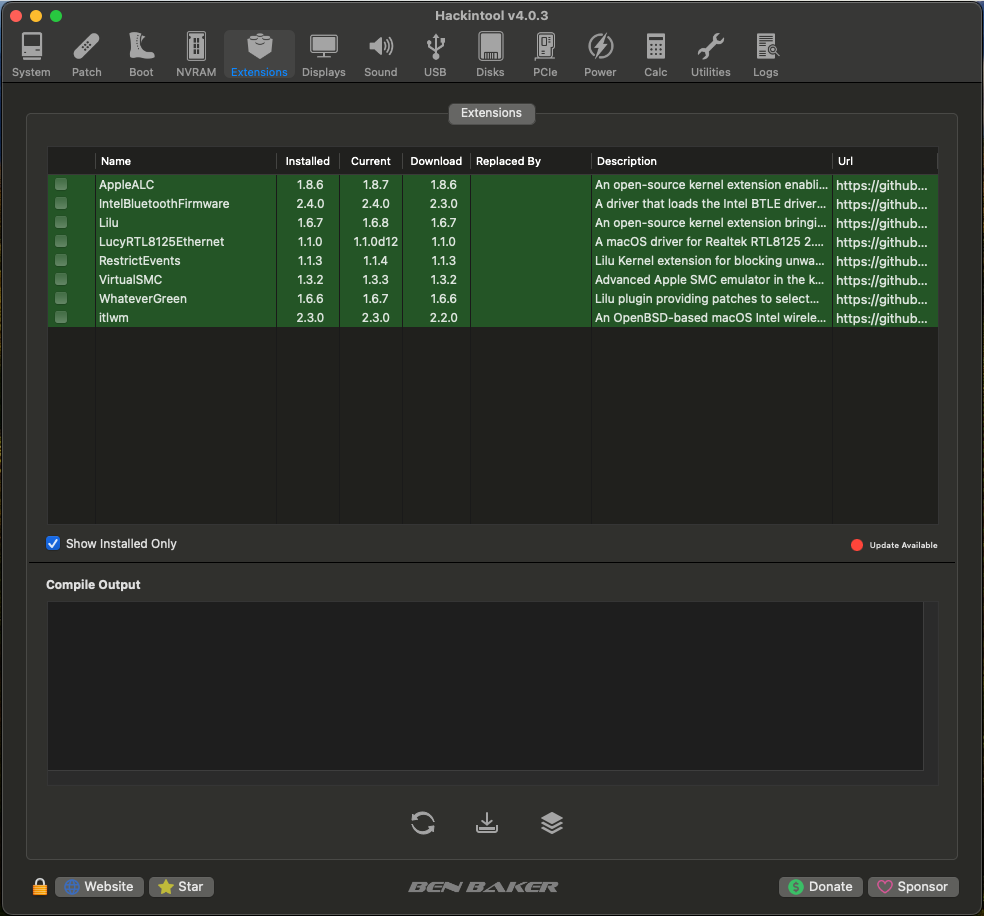 Hackintool v4.0.3
System Patch Boot NVRAM Extensions Displays Sound USB Disks PCIe Power Calc Utilities Logs
Extensions
Name Installed Current Download Replaced By Description Url
AppleALC 1.8.6 1.8.7 1.8.6 An open-source kernel extension enabli... https://github...
IntelBluetoothFirmware 2.4.0 2.4.0 2.3.0 A driver that loads the Intel BTLE driver... https://github...
Lilu 1.6.7 1.6.8 1.6.7 An open-source kernel extension bringi... https://github...
LucyRTL8125Ethernet 1.1.0 1.1.0d12 1.1.0 A macOS driver for Realtek RTL8125 2.... https://github...
RestrictEvents 1.1.3 1.1.4 1.1.3 Lilu Kernel extension for blocking unwa... https://github...
VirtualSMC 1.3.2 1.3.3 1.3.2 Advanced Apple SMC emulator in the k... https://github...
WhateverGreen 1.6.6 1.6.7 1.6.6 Lilu plugin providing patches to select... https://github...
itlwm 2.3.0 2.3.0 2.2.0 An OpenBSD-based macOS Intel wirele... https://github...
Show Installed Only Update Available
Compile Output
Website Star BEN BAKER Donate Sponsor